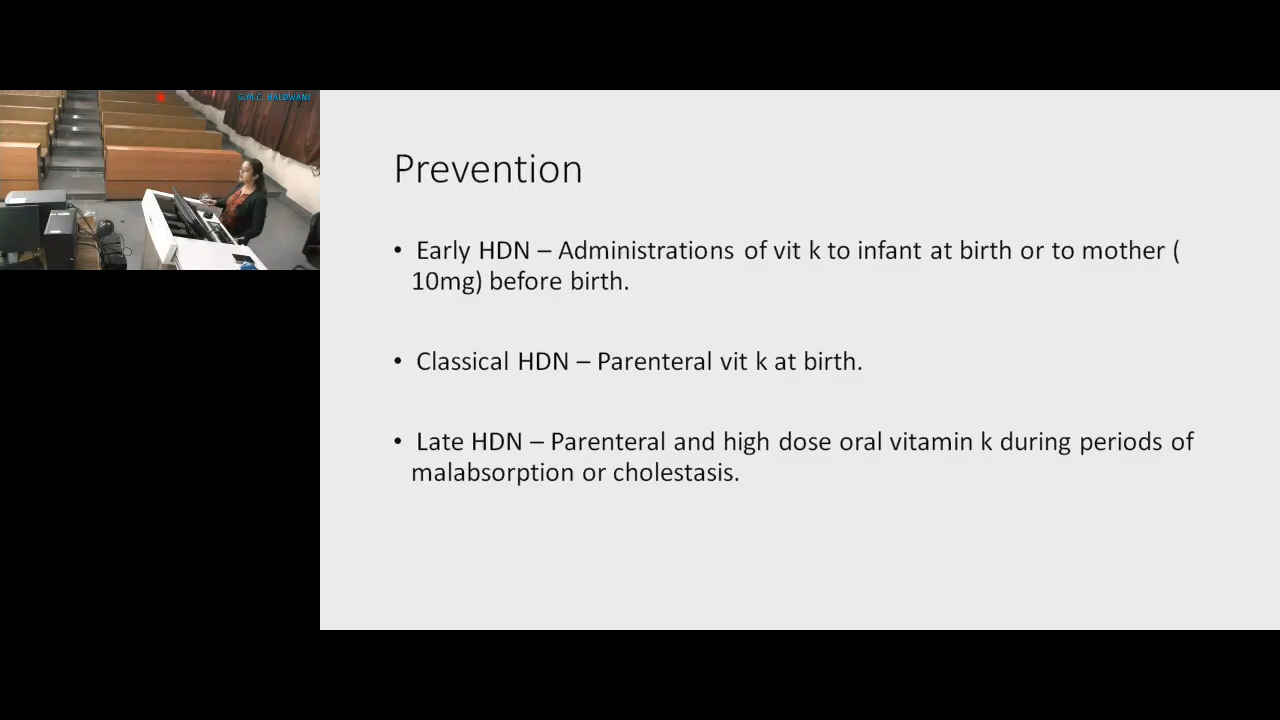 G.M.C. HALDWANI
Prevention
• Early HDN – Administrations of vit k to infant at birth or to mother (
10mg) before birth.
• Classical HDN – Parenteral vit k at birth.
• Late HDN – Parenteral and high dose oral vitamin k during periods of
malabsorption or cholestasis.